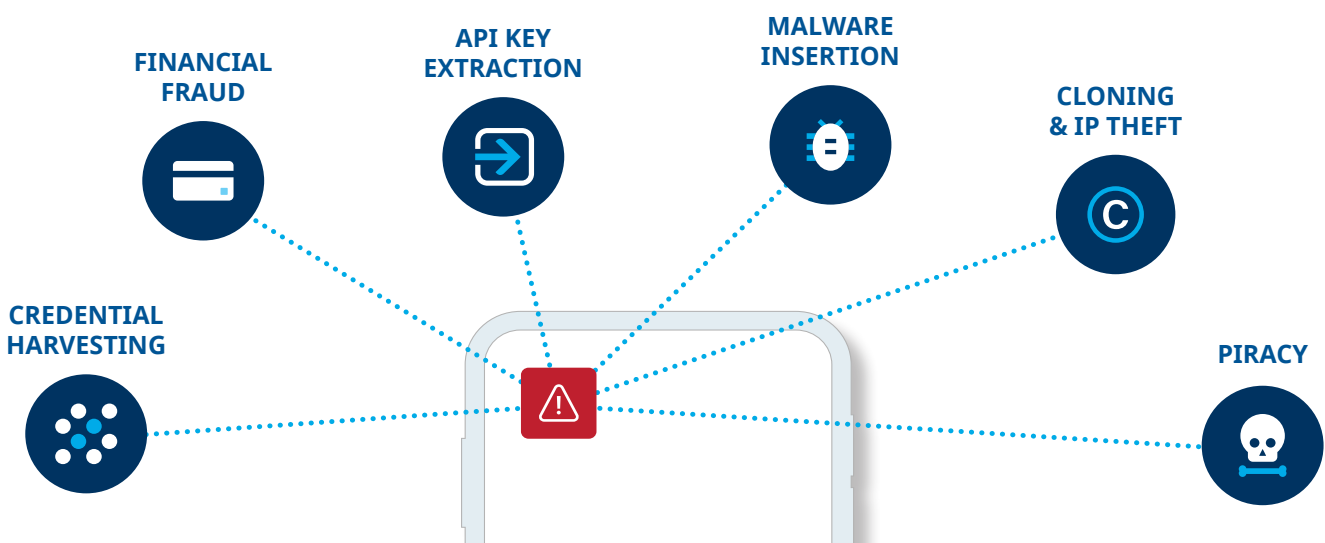 CREDENTIAL
HARVESTING
FINANCIAL
FRAUD
API KEY
EXTRACTION
MALWARE
INSERTION
CLONING
& IP THEFT
C
PIRACY
!